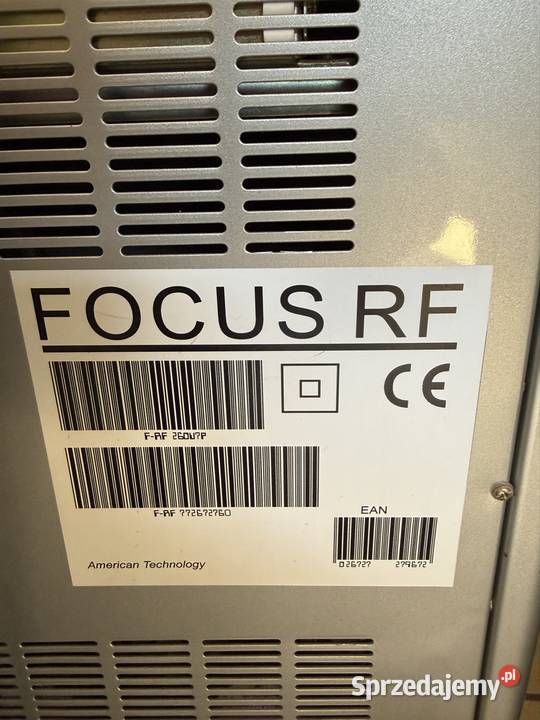 FOCUS RF
CE
F-RF 260U?P
F-RF 772672760
EAN
026727 279672
American Technology
Sprzedajemy.pl